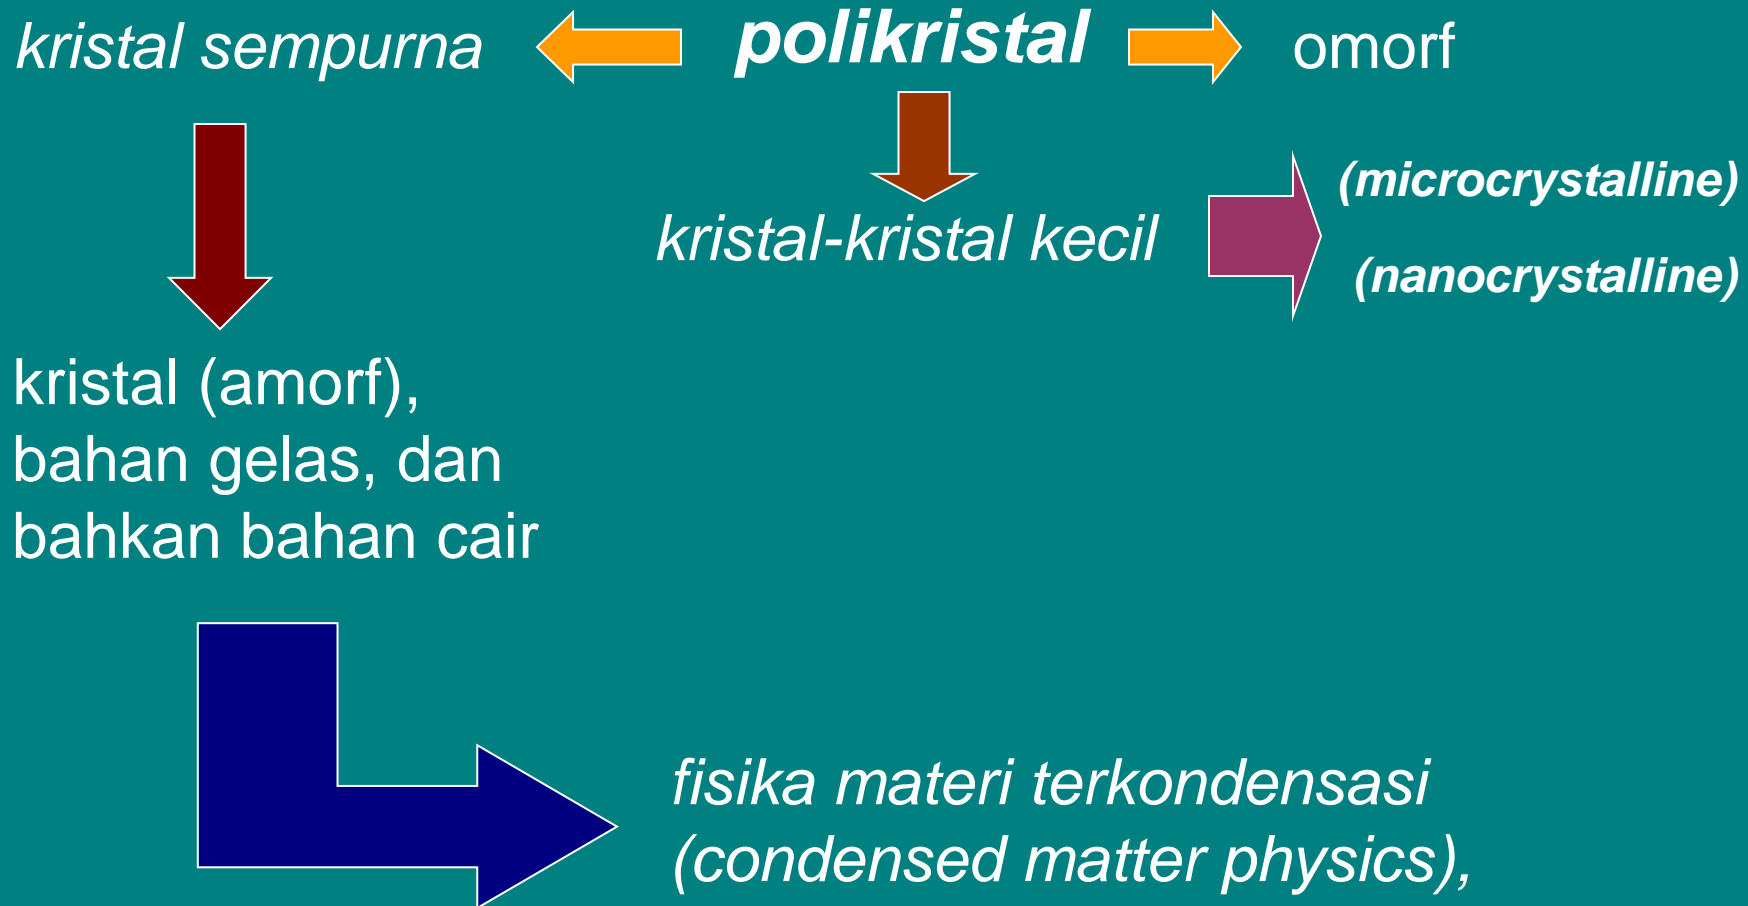 kristal sempurna
polikristal
omorf
kristal-kristal kecil
(microcrystalline)
(nanocrystalline)
kristal (amorf),
bahan gelas, dan
bahkan bahan cair
fisika materi terkondensasi
(condensed matter physics),